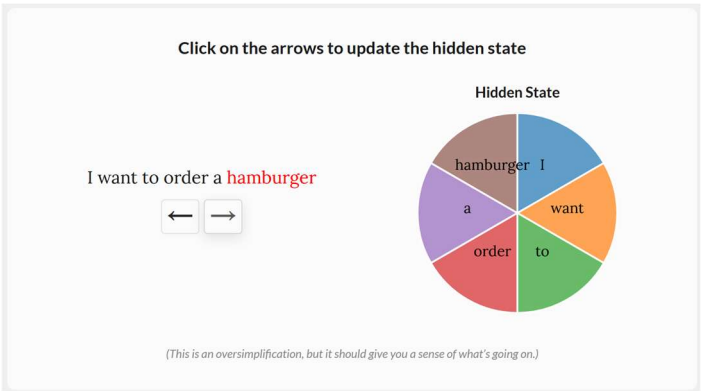 Click on the arrows to update the hidden state
Hidden State
I want to order a hamburger
hamburger
I
a
want
order
to
(This is an oversimplification, but it should give you a sense of what's going on.)